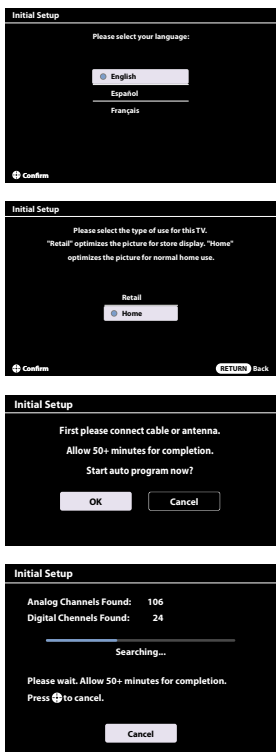 Initial Setup
Please select your language:
English
Español
Français
Confirm
Initial Setup
Please select the type of use for this TV.
"Retail" optimizes the picture for store display. "Home"
optimizes the picture for normal home use.
Retail
Home
Confirm RETURN Back
Initial Setup
First please connect cable or antenna.
Allow 50+ minutes for completion.
Start auto program now?
OK Cancel
Initial Setup
Analog Channels Found: 106
Digital Chennels Found: 24
Searching...
Please wait. Allow 50+ minutes for completion.
Press to cancel.
Cancel